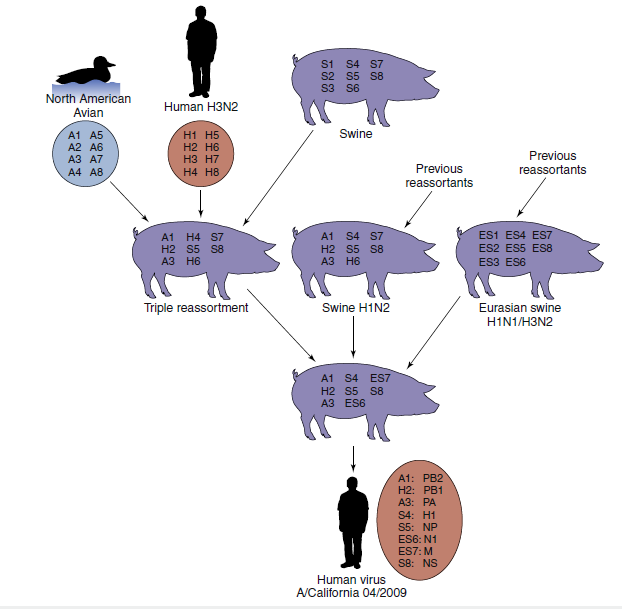 North American
Avian
A1 A5
A2 A6
A3 A7
A4 A8
Human H3N2
H1 H5
H2 H6
H3 H7
H4 H8
S1 S4 S7
S2 S5 S8
S3 S6
Swine
Previous
reassortants
Previous
reassortants
A1 H4 S7
H2 S5 S8
A3 H6
Triple reassortment
A1 S4 S7
H2 S5 S8
A3 H6
Swine H1N2
ES1 ES4 ES7
ES2 ES5 ES8
ES3 ES6
Eurasian swine
H1N1/H3N2
A1 S4 ES7
H2 S5 S8
A3 ES6
A1: PB2
H2: PB1
A3: PA
S4: H1
S5: NP
ES6: N1
ES7: M
S8: NS
Human virus
A/California 04/2009